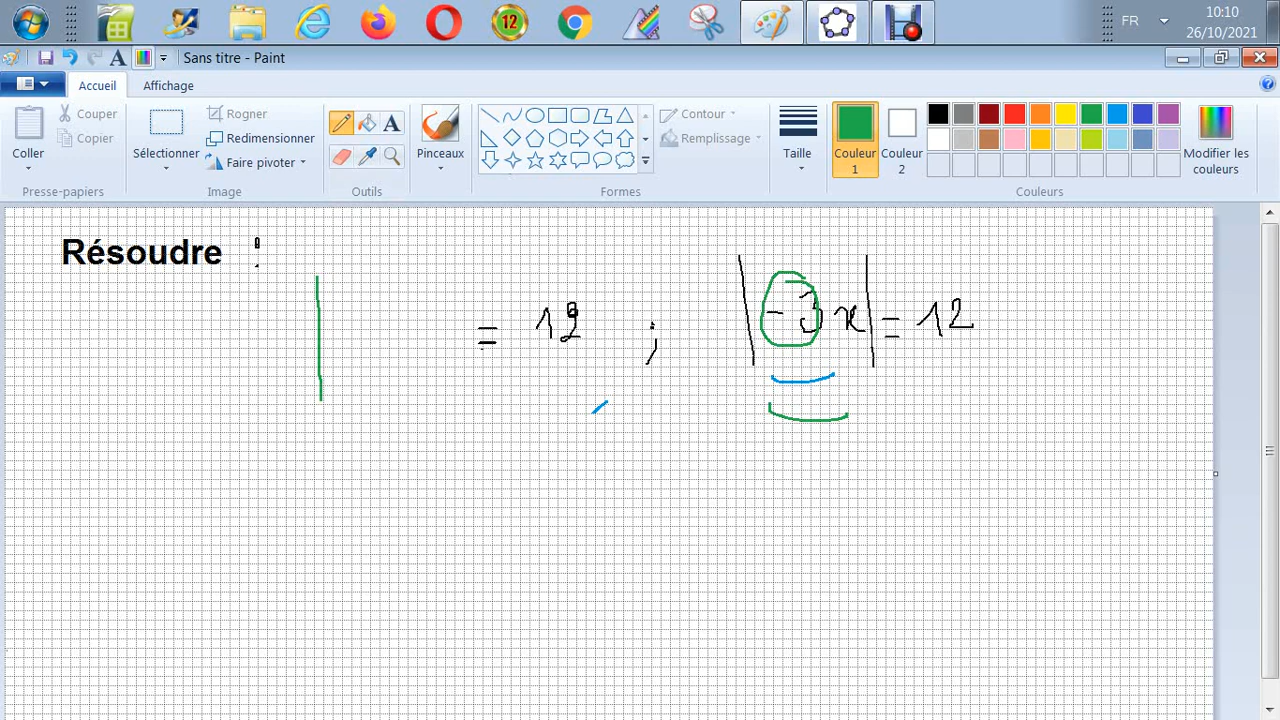 12
FR
10:10
26/10/2021
Sans titre - Paint
Accueil
Affichage
Coller
Couper
Copier
Presse-papiers
Sélectionner
Rogner
Redimensionner
Faire pivoter
Image
Outils
Pinceaux
Formes
Contour
Remplissage
Taille
Couleur 1
Couleur 2
Modifier les couleurs
Couleurs
Résoudre !
| = 12 ; |-3x| = 12